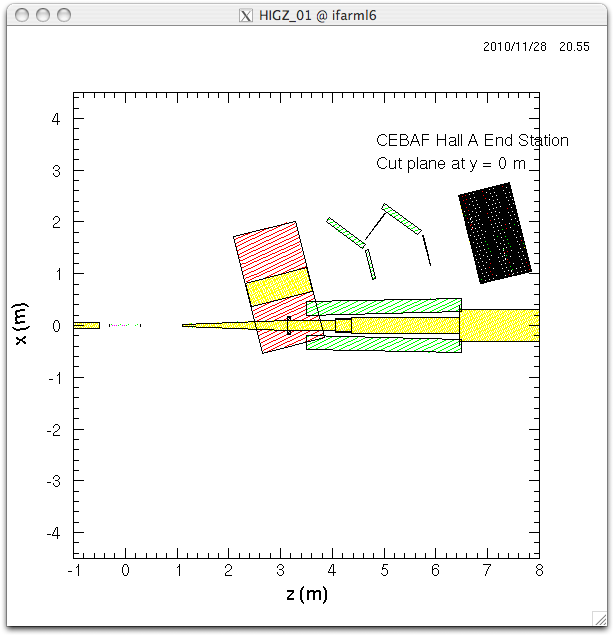 HIGZ_01 @ ifarml6
2010/11/28 20.55
CEBAF Hall A End Station
Cut plane at y = 0 m
x (m)
4
3
2
1
0
-1
-2
-3
-4
-1 0 1 2 3 4 5 6 7 8
z (m)